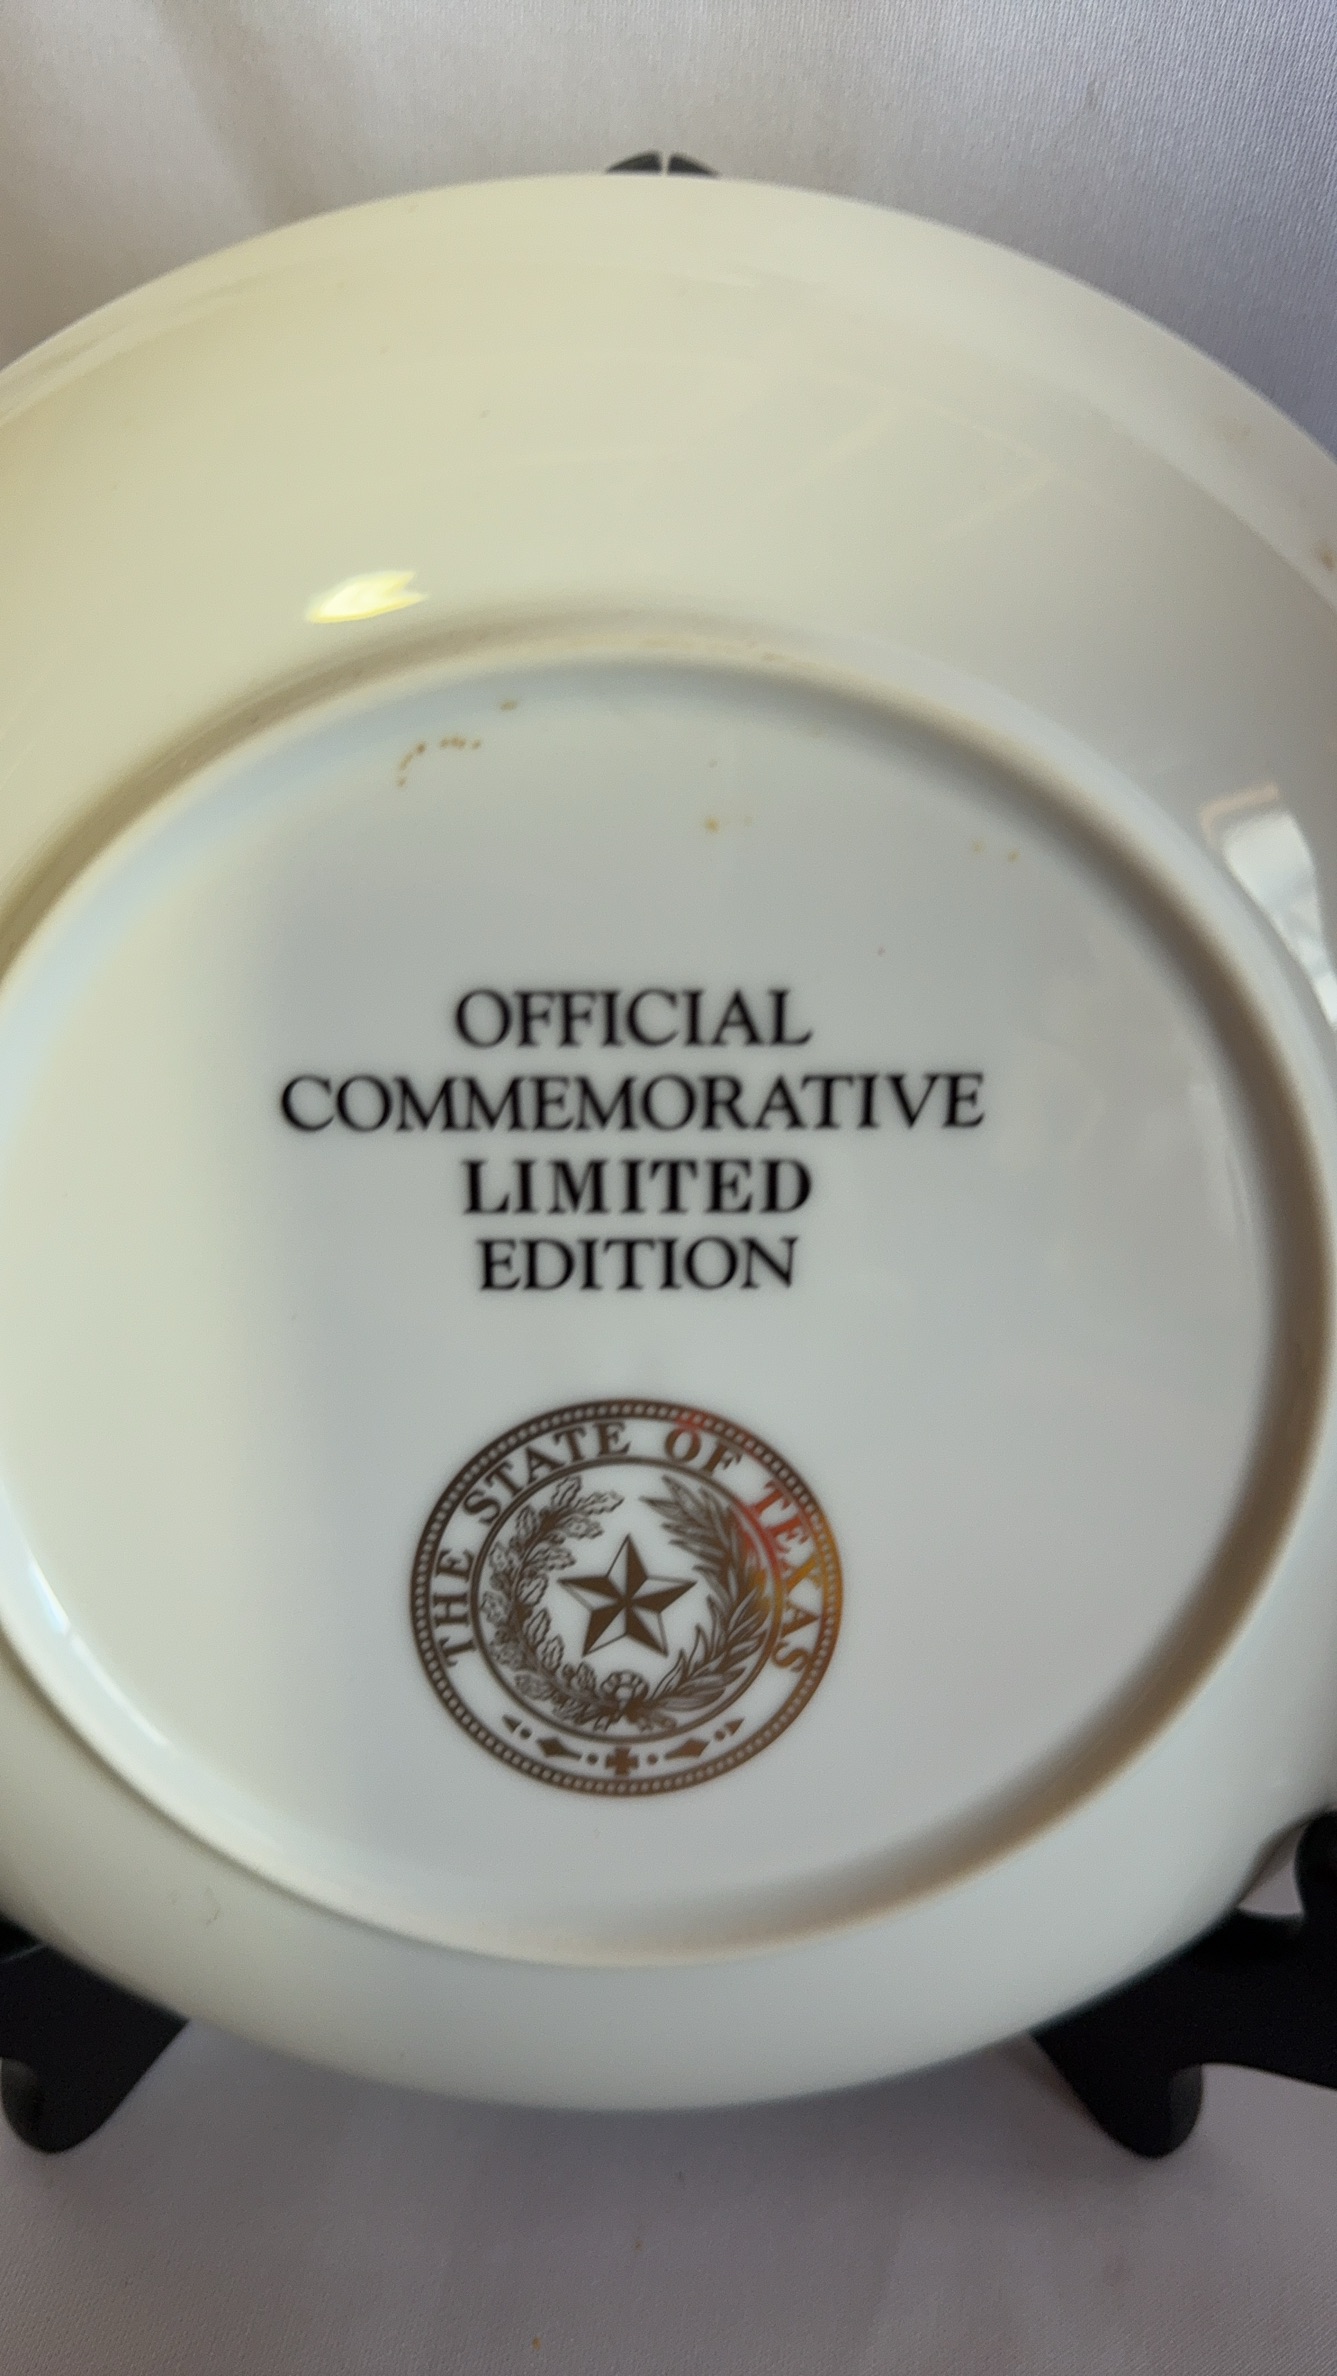 OFFICIAL
COMMEMORATIVE
LIMITED
EDITION
THE STATE OF TEXAS